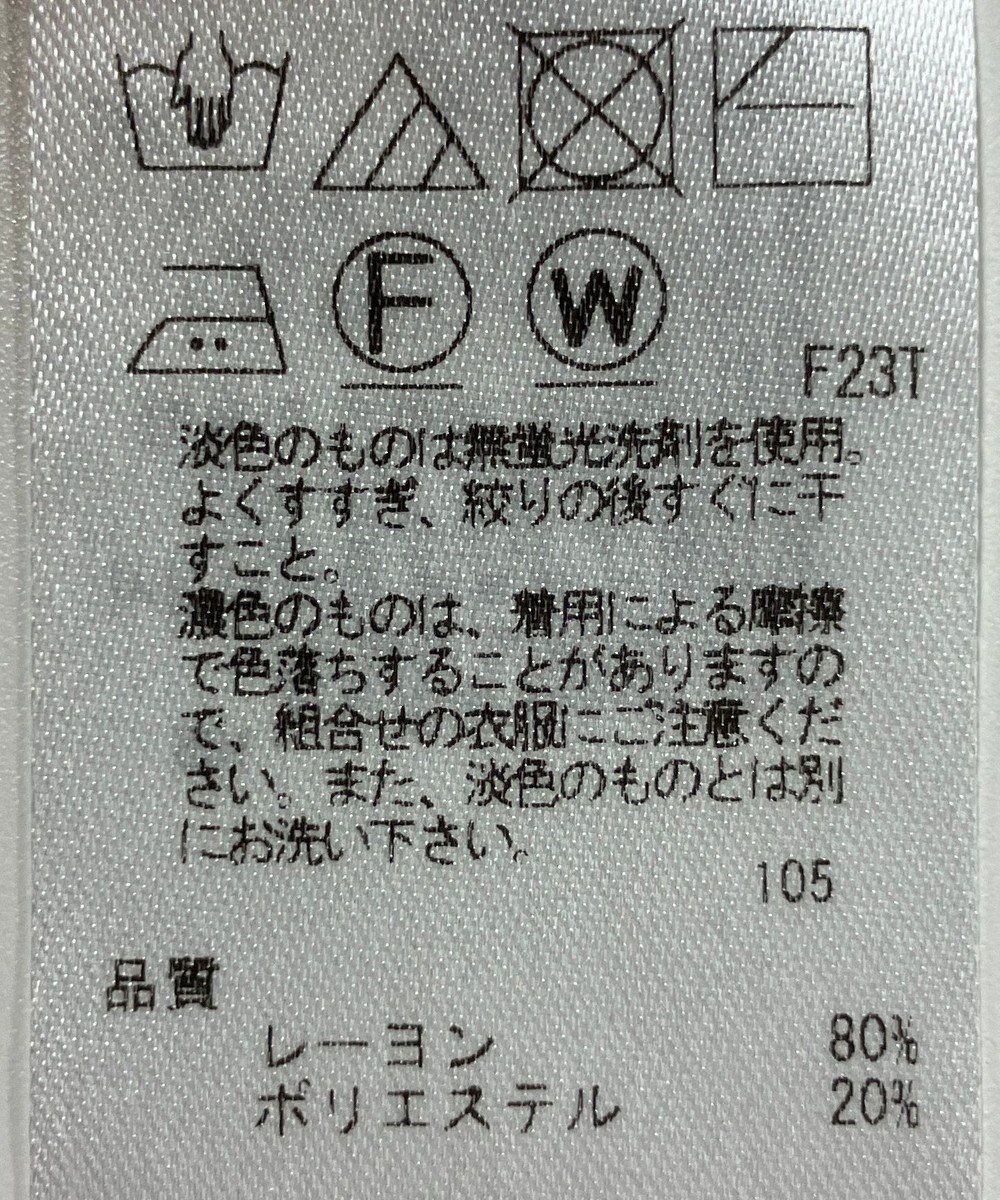 F W
F23T
淡色のものは無蛍光洗剤を使用。
よくすすぎ、絞りの後すぐに干
すこと。
濃色のものは、着用による摩擦
で色落ちすることがありますの
で、組合せの衣服にご注意くだ
さい。また、淡色のものとは別
にお洗い下さい。
105
品質
レーヨン 80%
ポリエステル 20%